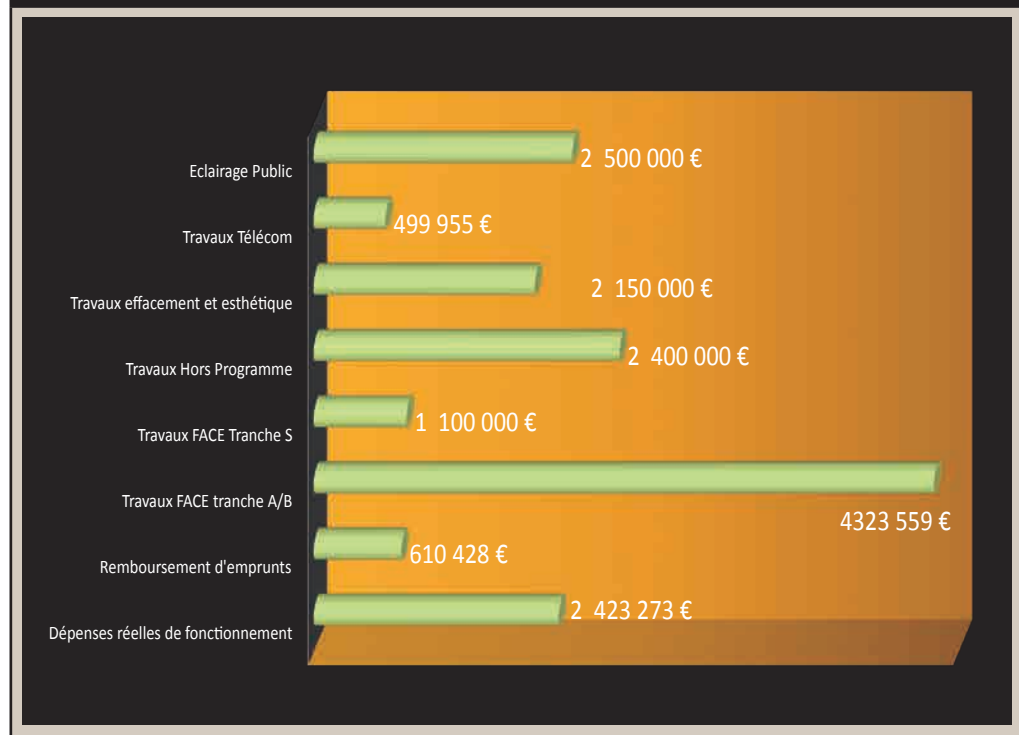 Eclairage Public
2 500 000 €
Travaux Télécom
499 955 €
Travaux effacement et esthétique
2 150 000 €
Travaux Hors Programme
2 400 000 €
Travaux FACE Tranche S
1 100 000 €
Travaux FACE tranche A/B
4323 559 €
Remboursement d'emprunts
610 428 €
Dépenses réelles de fonctionnement
2 423 273 €